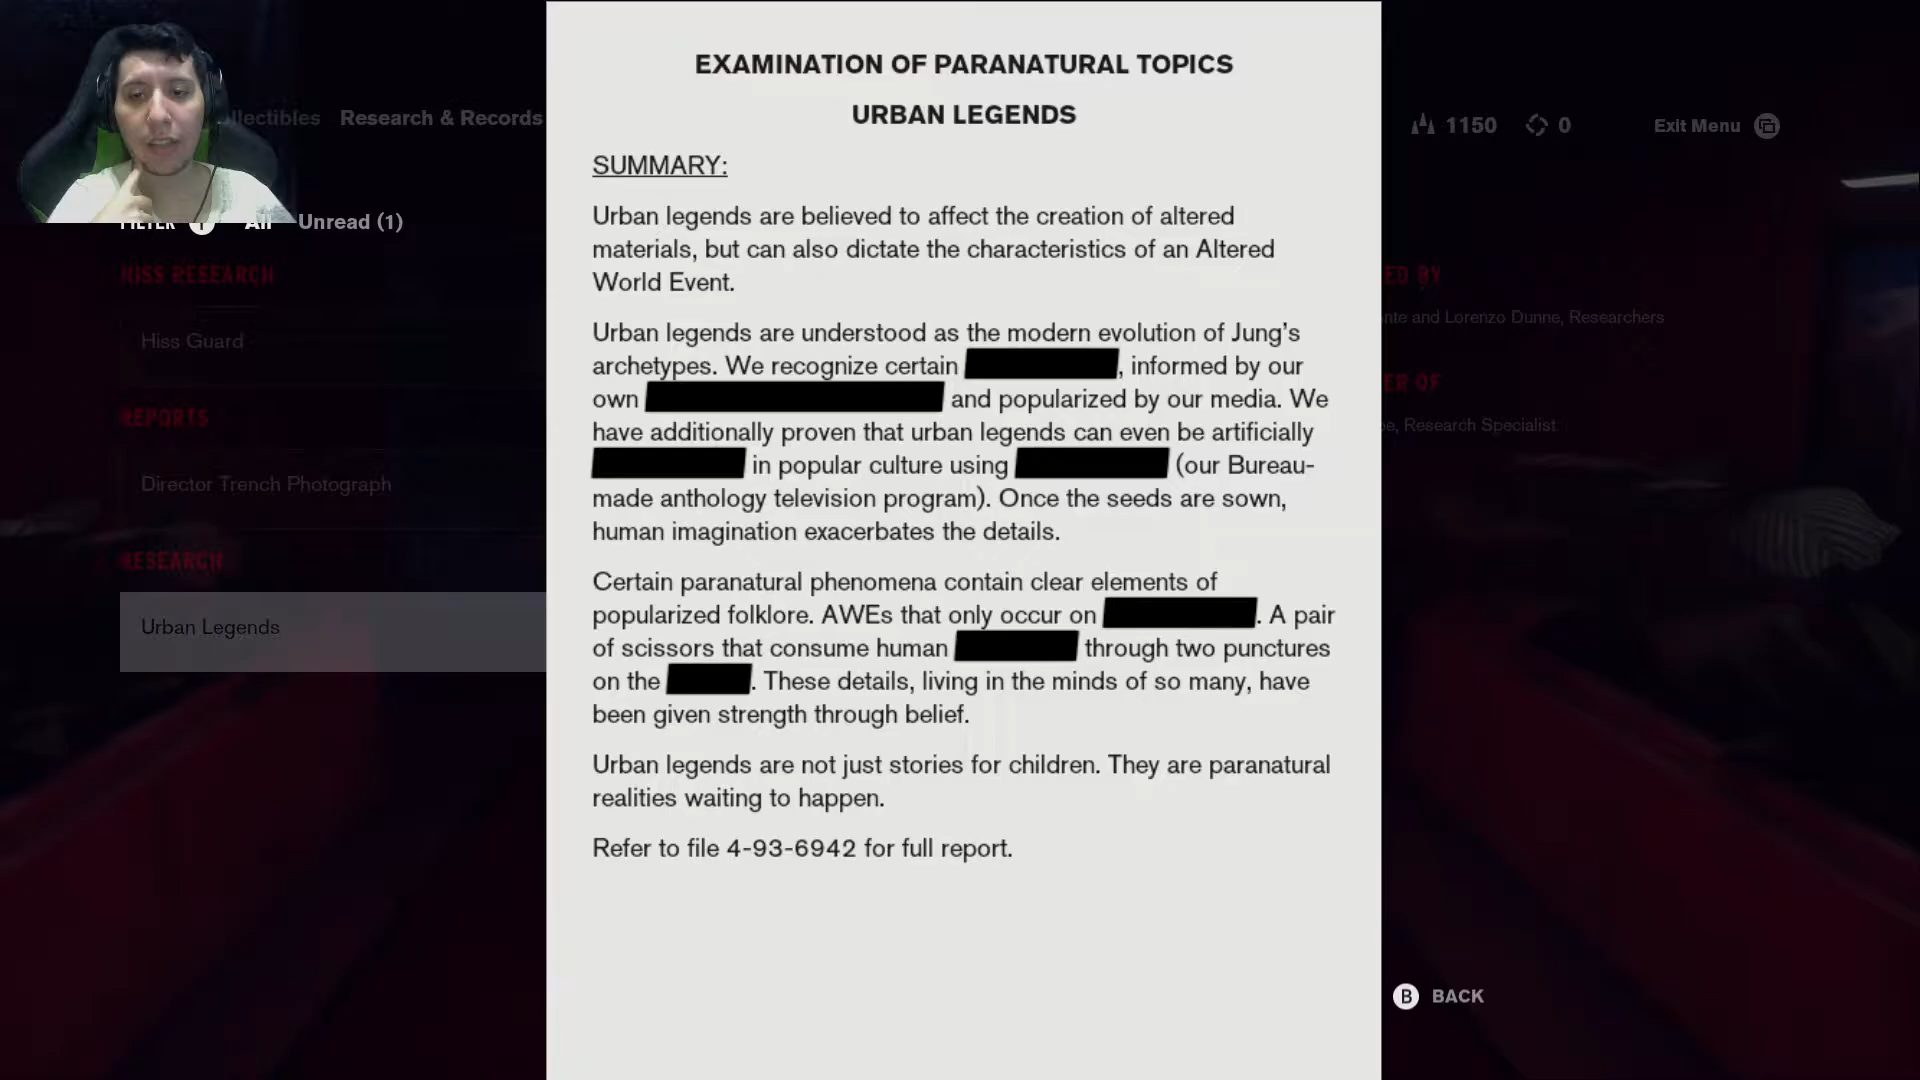 EXAMINATION OF PARANATURAL TOPICS
URBAN LEGENDS
SUMMARY:
Urban legends are believed to affect the creation of altered
materials, but can also dictate the characteristics of an Altered
World Event.
Urban legends are understood as the modern evolution of Jung's
archetypes. We recognize certain , informed by our
own and popularized by our media. We
have additionally proven that urban legends can even be artificially
in popular culture using (our Bureau-
made anthology television program). Once the seeds are sown,
human imagination exacerbates the details.
Certain paranatural phenomena contain clear elements of
popularized folklore. AWEs that only occur on . A pair
of scissors that consume human through two punctures
on the . These details, living in the minds of so many, have
been given strength through belief.
Urban legends are not just stories for children. They are paranatural
realities waiting to happen.
Refer to file 4-93-6942 for full report.
Research & Records
1150 0 Exit Menu
All Unread (1)
HISS RESEARCH
Hiss Guard
REPORTS
Director Trench Photograph
RESEARCH
Urban Legends
BY
and Lorenzo Dunne, Researchers
OF
, Research Specialist
B BACK